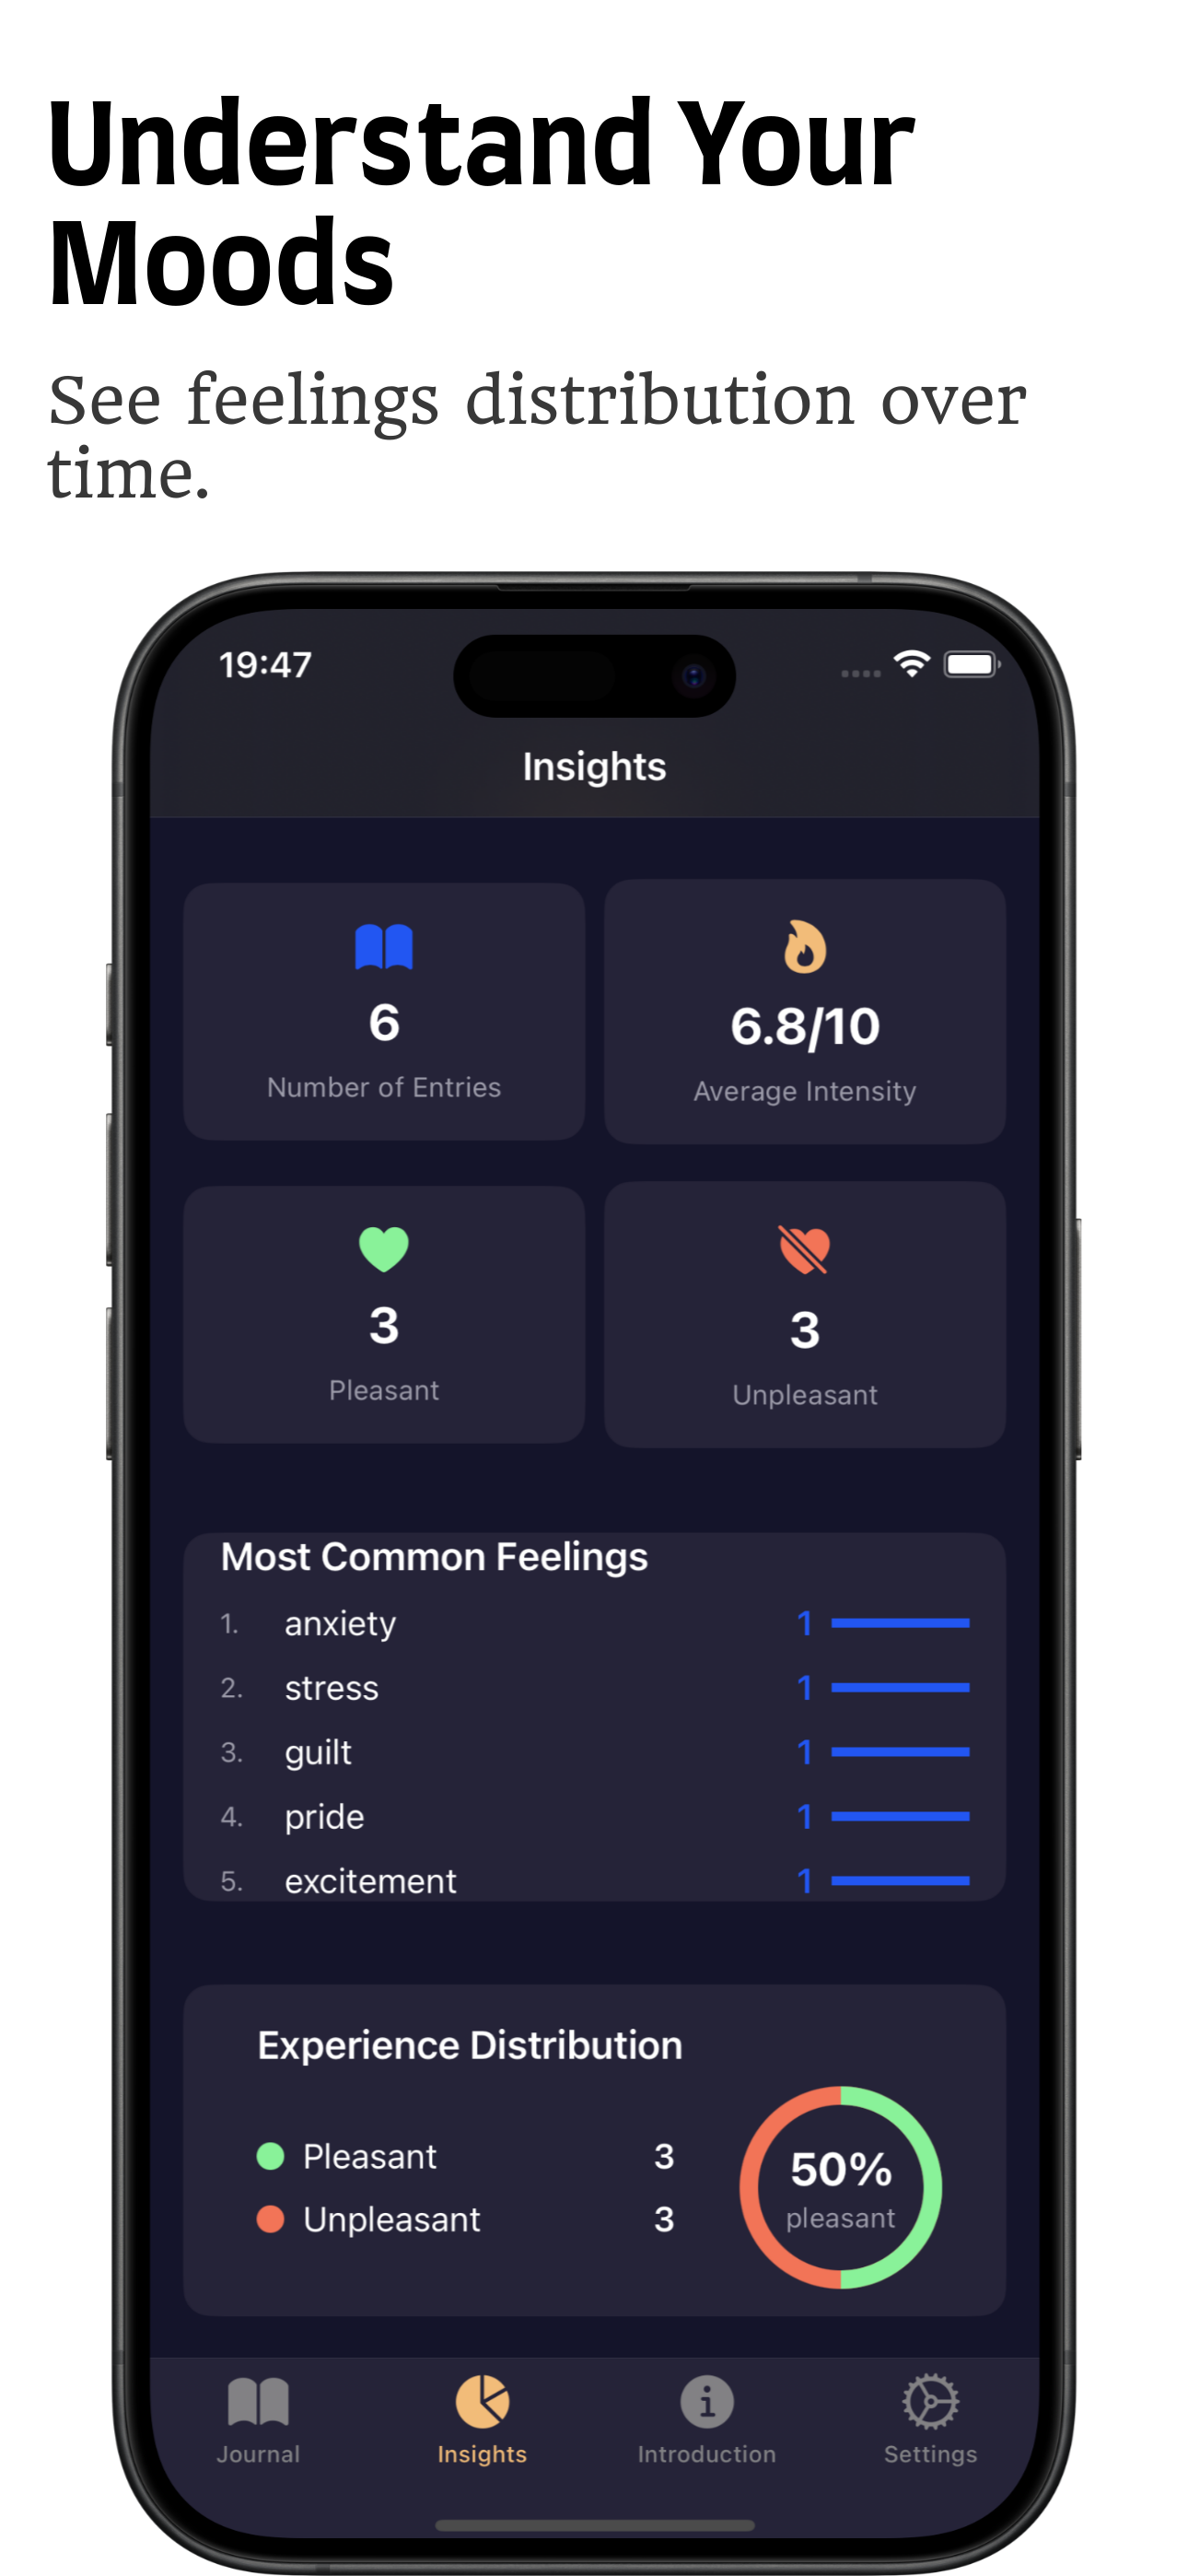 Understand Your
Moods
See feelings distribution over
time.
19:47
Insights
6
Number of Entries
6.8/10
Average Intensity
3
Pleasant
3
Unpleasant
Most Common Feelings
1. anxiety 1
2. stress 1
3. guilt 1
4. pride 1
5. excitement 1
Experience Distribution
Pleasant 3
Unpleasant 3
50%
pleasant
Journal Insights Introduction Settings